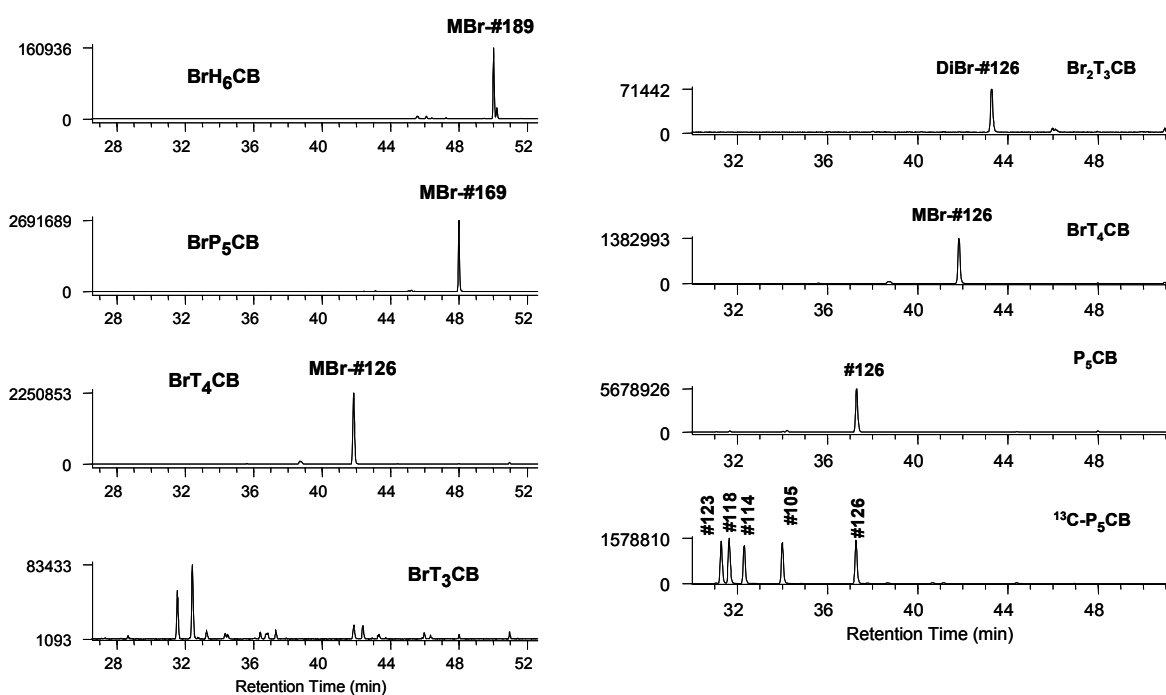 MBr-#189
160936
BrH6CB
0
28 32 36 40 44 48 52
MBr-#169
2691689
BrP5CB
0
28 32 36 40 44 48 52
MBr-#126
BrT4CB
2250853
0
28 32 36 40 44 48 52
83433
BrT3CB
1093
28 32 36 40 44 48 52
Retention Time (min)
DiBr-#126 Br2T3CB
71442
0
32 36 40 44 48
MBr-#126
BrT4CB
1382993
0
32 36 40 44 48
P5CB
#126
5678926
0
32 36 40 44 48
#123
#118
#114
#105
#126
13C-P5CB
1578810
0
32 36 40 44 48
Retention Time (min)